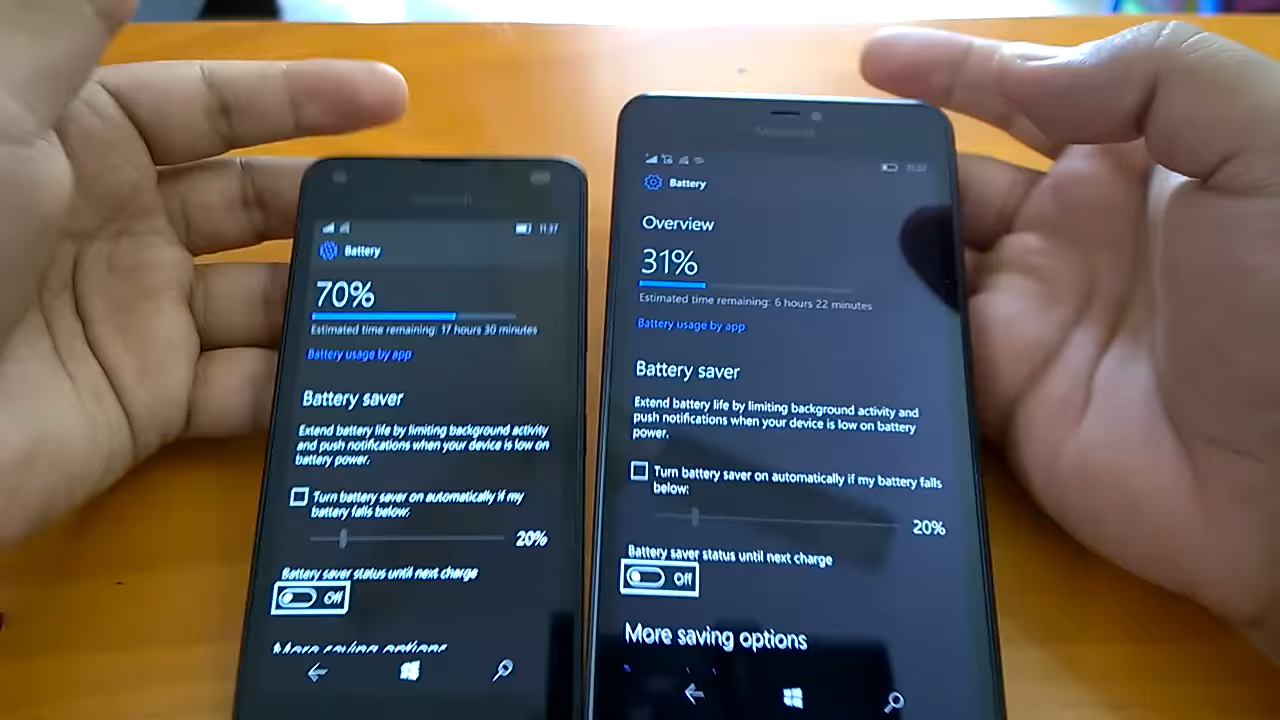 11:37
Battery
70%
Estimated time remaining: 17 hours 30 minutes
Battery usage by app
Battery saver
Extend battery life by limiting background activity
and push notifications when your device is low on
battery power.
Turn battery saver on automatically if my
battery falls below:
20%
Battery saver status until next charge
Off
More saving options
11:37
Battery
Overview
31%
Estimated time remaining: 6 hours 22 minutes
Battery usage by app
Battery saver
Extend battery life by limiting background activity and
push notifications when your device is low on battery
power.
Turn battery saver on automatically if my battery falls
below:
20%
Battery saver status until next charge
Off
More saving options